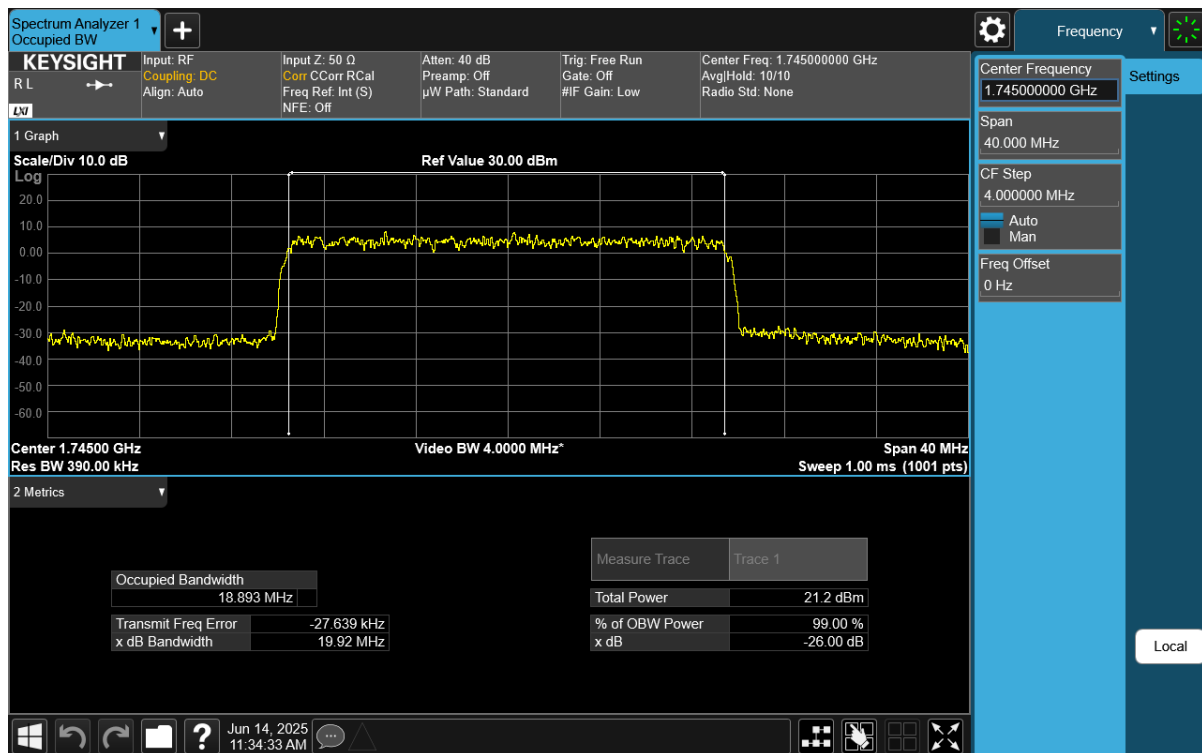 Spectrum Analyzer 1
Occupied BW
Frequency
KEYSIGHT
R L
LXI
Input: RF
Coupling: DC
Align: Auto
Input Z: 50 Ω
Corr CCorr RCal
Freq Ref: Int (S)
NFE: Off
Atten: 40 dB
Preamp: Off
µW Path: Standard
Trig: Free Run
Gate: Off
#IF Gain: Low
Center Freq: 1.745000000 GHz
Avg|Hold: 10/10
Radio Std: None
Center Frequency
1.745000000 GHz
Settings
Span
40.000 MHz
CF Step
4.000000 MHz
Auto
Man
Freq Offset
0 Hz
Local
1 Graph
Scale/Div 10.0 dB
Ref Value 30.00 dBm
Log
20.0
10.0
0.00
-10.0
-20.0
-30.0
-40.0
-50.0
-60.0
Center 1.74500 GHz
Video BW 4.0000 MHz*
Span 40 MHz
Res BW 390.00 kHz
Sweep 1.00 ms (1001 pts)
2 Metrics
Measure Trace Trace 1
Occupied Bandwidth
18.893 MHz
Total Power 21.2 dBm
Transmit Freq Error -27.639 kHz
% of OBW Power 99.00 %
x dB Bandwidth 19.92 MHz
x dB -26.00 dB
?
Jun 14, 2025
11:34:33 AM